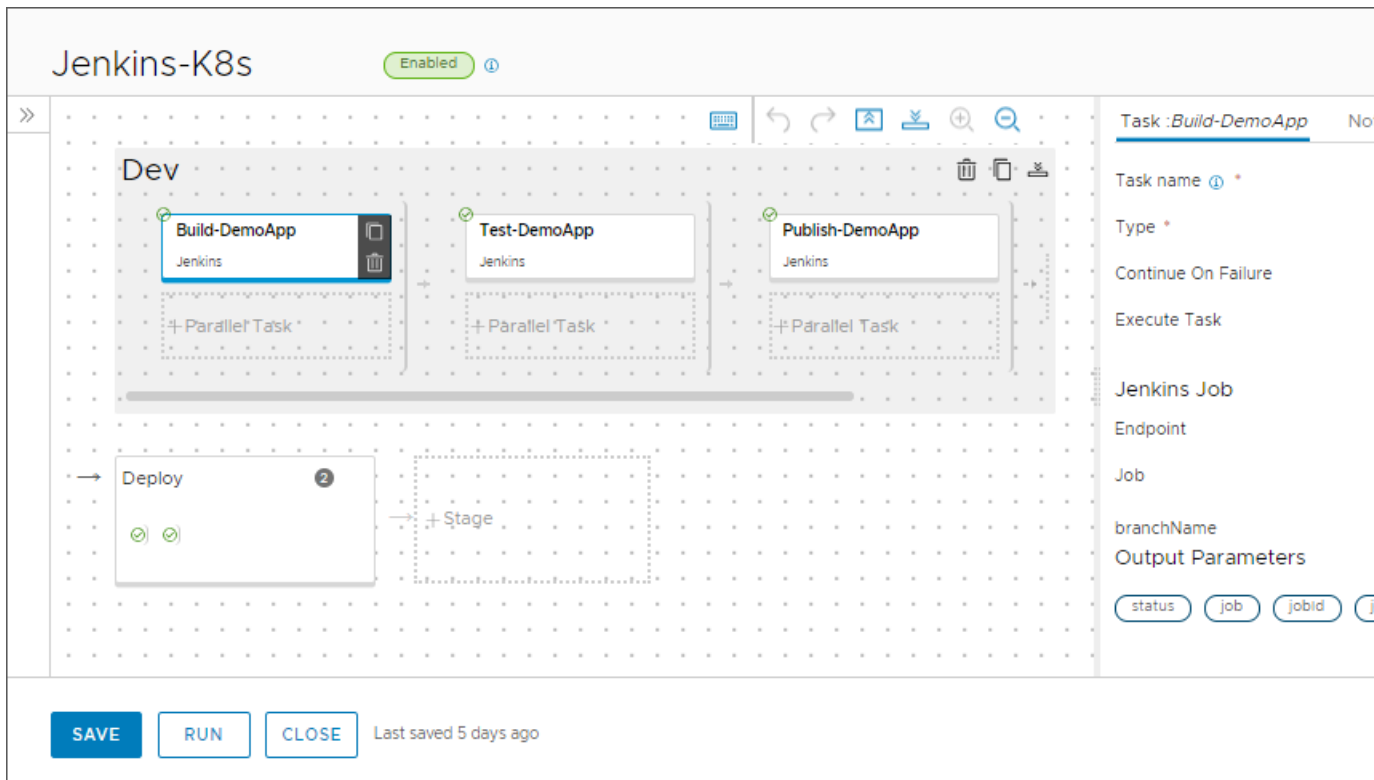 Jenkins-K8s
Enabled
Task :Build-DemoApp
Dev
Task name *
Build-DemoApp
Jenkins
Test-DemoApp
Jenkins
Publish-DemoApp
Jenkins
Type *
Continue On Failure
+ Parallel Task
+ Parallel Task
+ Parallel Task
Execute Task
Jenkins Job
Endpoint
Deploy
2
Job
+ Stage
branchName
Output Parameters
status
job
jobId
SAVE
RUN
CLOSE
Last saved 5 days ago